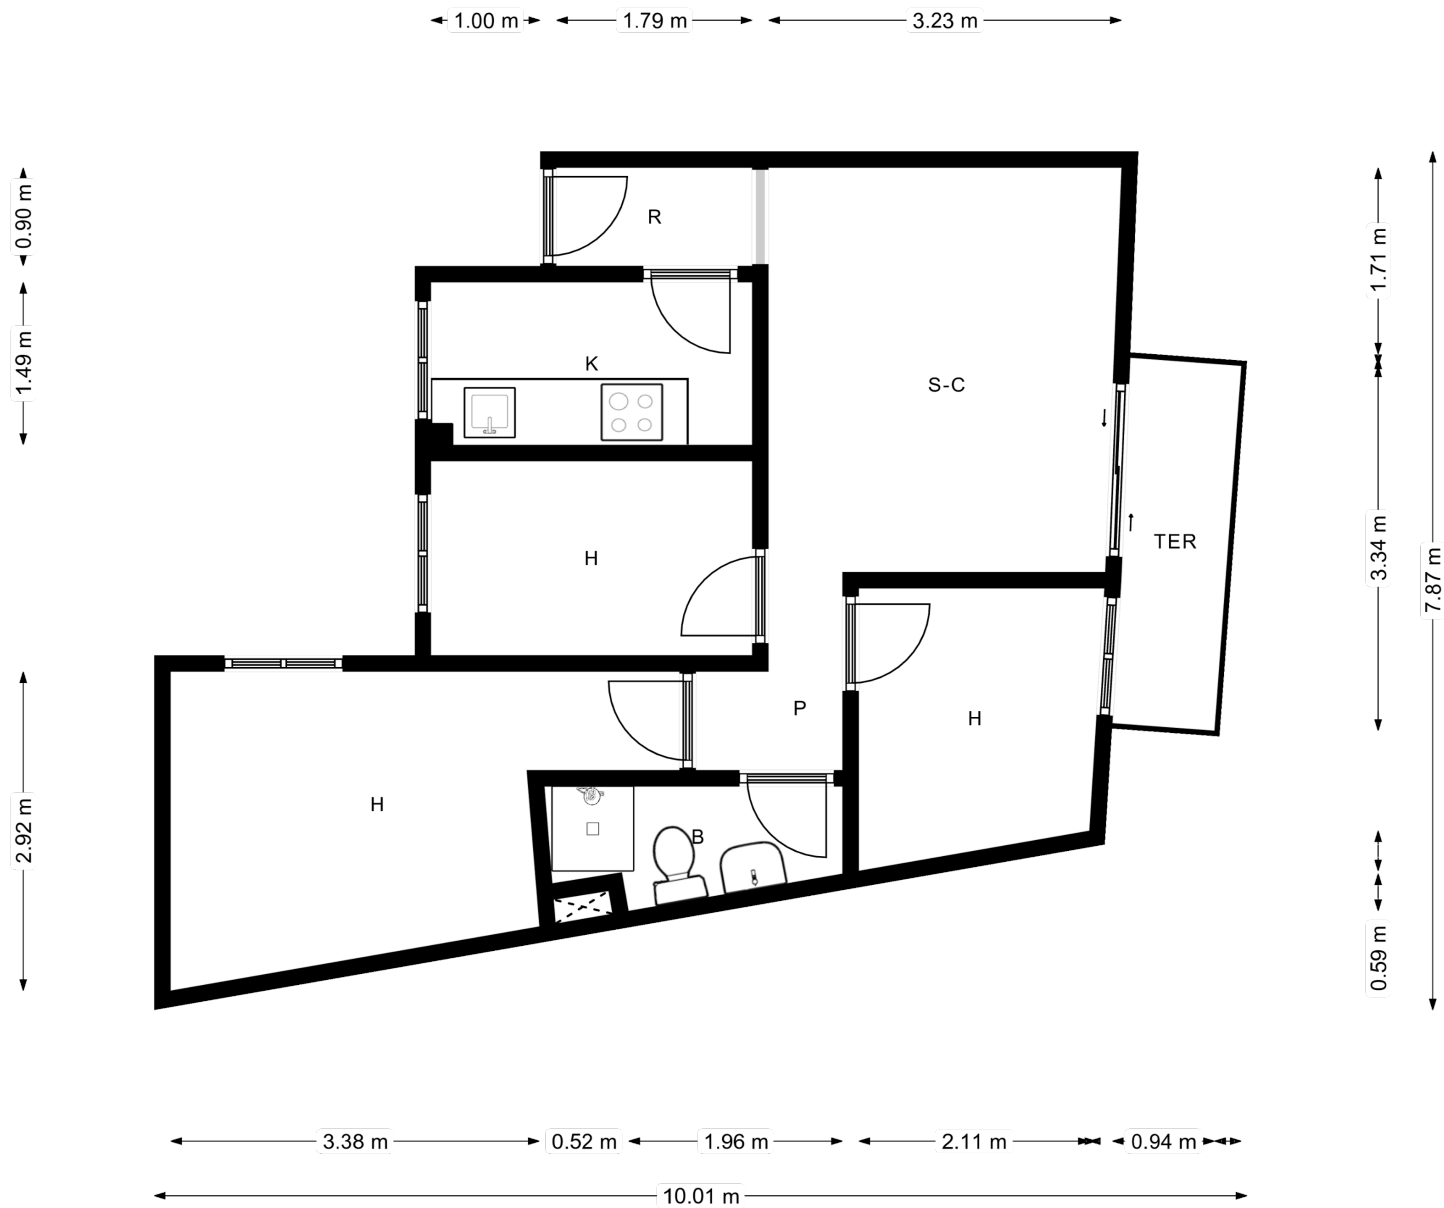 1.00 m
1.79 m
3.23 m
0.90 m
R
1.71 m
1.49 m
K
S-C
TER
H
3.34 m
7.87 m
P
H
H
B
2.92 m
0.59 m
3.38 m
0.52 m
1.96 m
2.11 m
0.94 m
10.01 m